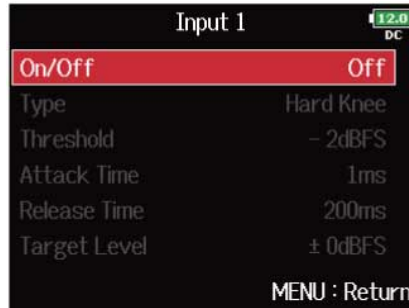 Input 1
12.0
DC
On/Off Off
Type Hard Knee
Threshold - 2dBFS
Attack Time 1ms
Release Time 200ms
Target Level ± 0dBFS
MENU : Return